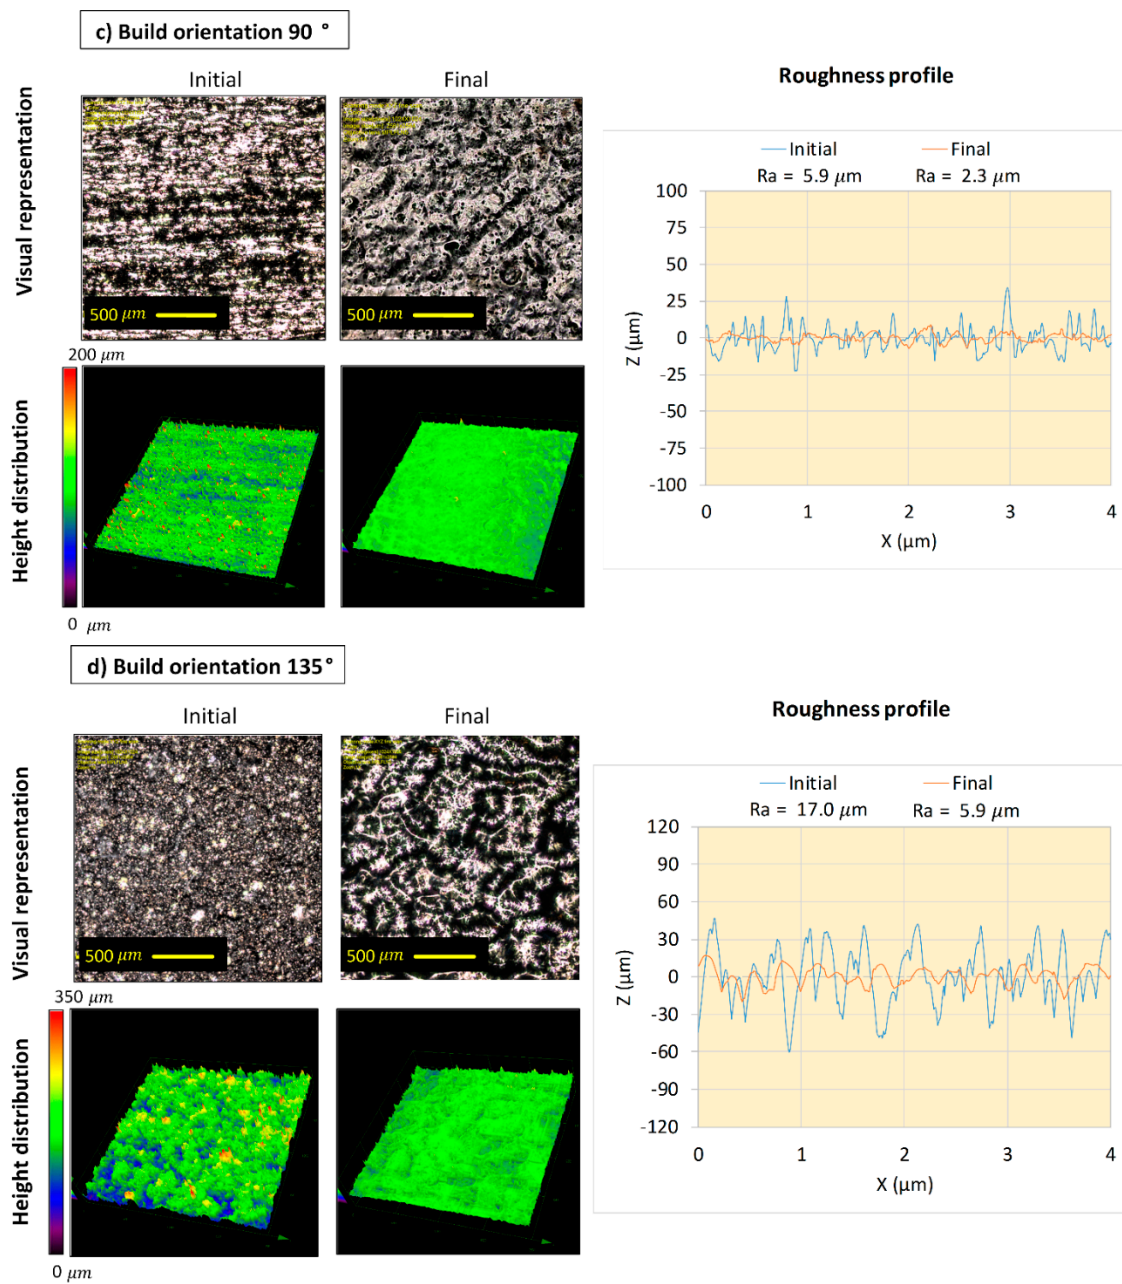 c) Build orientation 90 °
Initial
Final
Roughness profile
Visual representation
500 μm
500 μm
Initial
Final
Ra = 5.9 μm
Ra = 2.3 μm
100
75
50
25
0
-25
-50
-75
-100
Z (μm)
0 1 2 3 4
X (μm)
200 μm
Height distribution
0 μm
d) Build orientation 135°
Initial
Final
Roughness profile
Visual representation
500 μm
500 μm
Initial
Final
Ra = 17.0 μm
Ra = 5.9 μm
120
90
60
30
0
-30
-60
-90
-120
Z (μm)
0 1 2 3 4
X (μm)
350 μm
Height distribution
0 μm